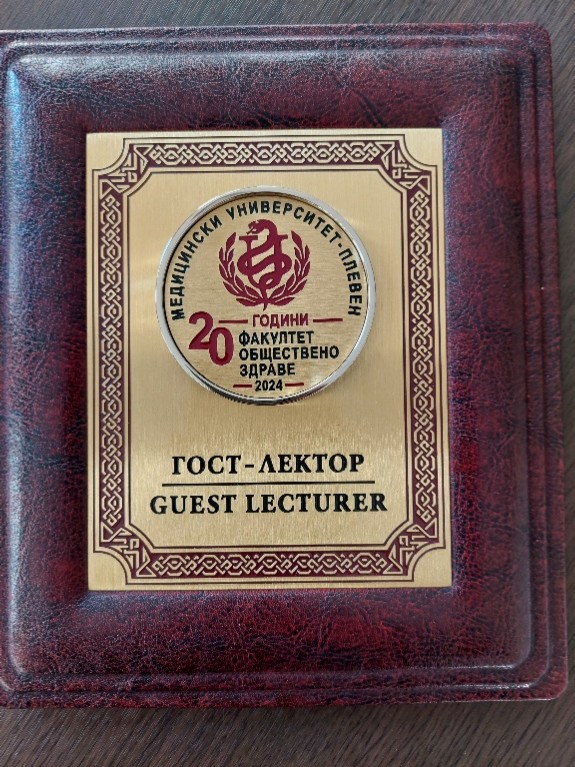 МЕДИЦИНСКИ УНИВЕРСИТЕТ-ПЛЕВЕН
20 ГОДИНИ
ФАКУЛТЕТ
ОБЩЕСТВЕНО
ЗДРАВЕ
2024
ГОСТ-ЛЕКТОР
GUEST LECTURER